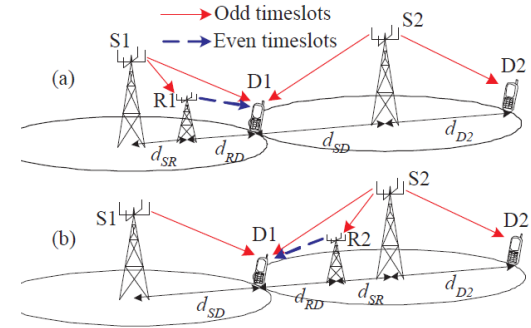 Odd timeslots
Even timeslots
S1
S2
D1
D2
(a)
R1
d_SR
d_RD
d_SD
d_D2
S1
S2
D1
D2
(b)
R2
d_SD
d_RD
d_SR
d_D2